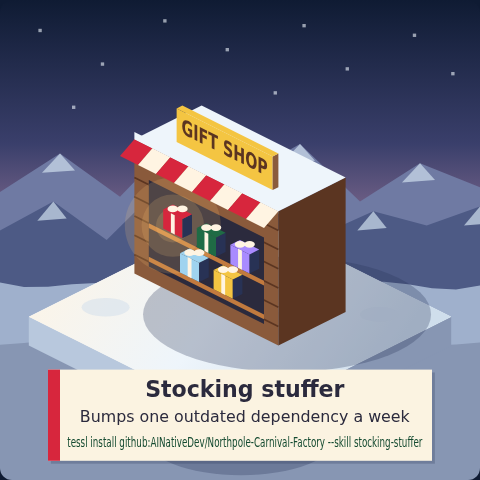 GIFT SHOP
Stocking stuffer
Bumps one outdated dependency a week
tessl install github:AINativeDev/Northpole-Carnival-Factory --skill stocking-stuffer